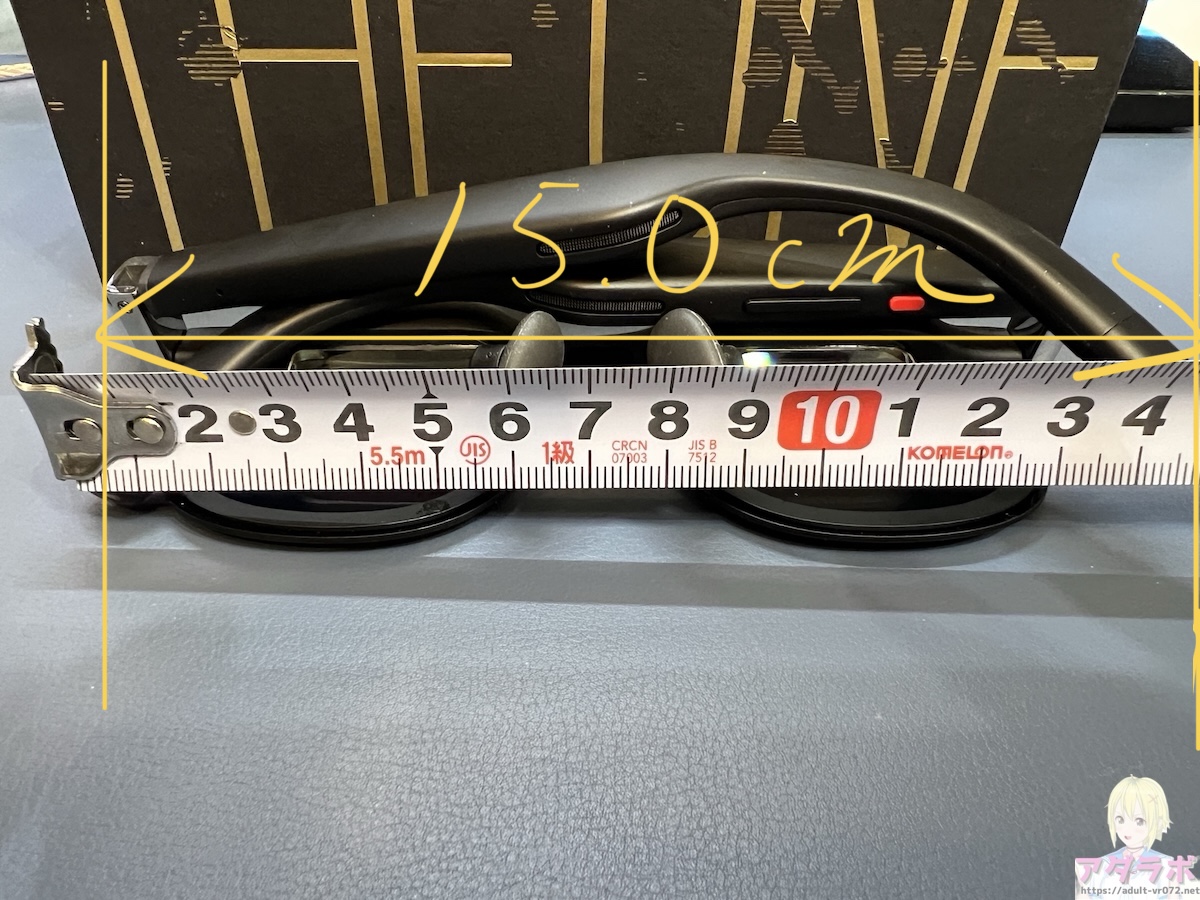 15.0cm
2 3 4 5 6 7 8 9 10 1 2 3 4
5.5m JIS 1級 CRCN 07003 JIS B 7512 KOMELON
アダラボ
https://adult-vr072.net